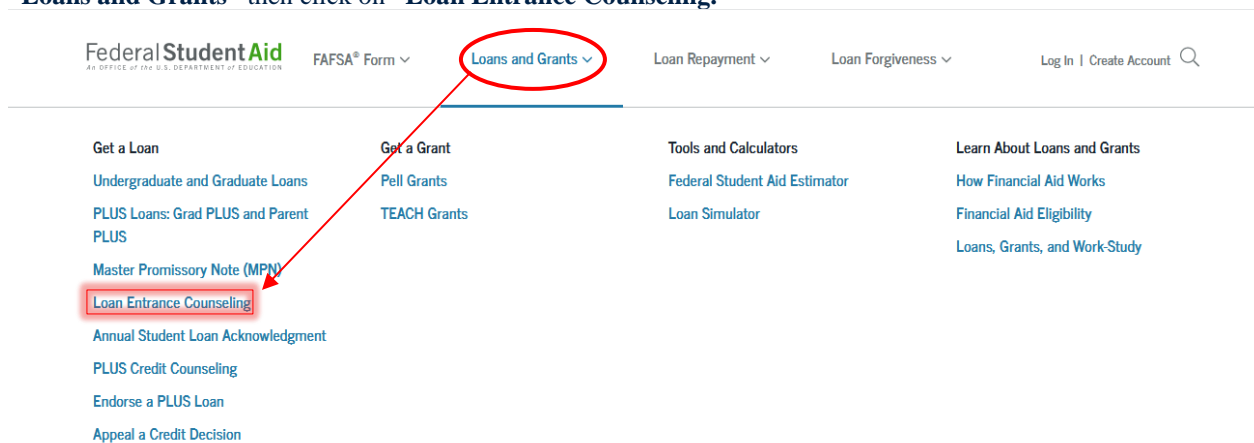 "Loans and Grants" then click on "Loan Entrance Counseling."
Federal Student Aid
An OFFICE of the U.S. DEPARTMENT of EDUCATION
FAFSA® Form
Loans and Grants
Loan Repayment
Loan Forgiveness
Log In | Create Account
Get a Loan
Undergraduate and Graduate Loans
PLUS Loans: Grad PLUS and Parent
PLUS
Master Promissory Note (MPN)
Loan Entrance Counseling
Annual Student Loan Acknowledgment
PLUS Credit Counseling
Endorse a PLUS Loan
Appeal a Credit Decision
Get a Grant
Pell Grants
TEACH Grants
Tools and Calculators
Federal Student Aid Estimator
Loan Simulator
Learn About Loans and Grants
How Financial Aid Works
Financial Aid Eligibility
Loans, Grants, and Work-Study